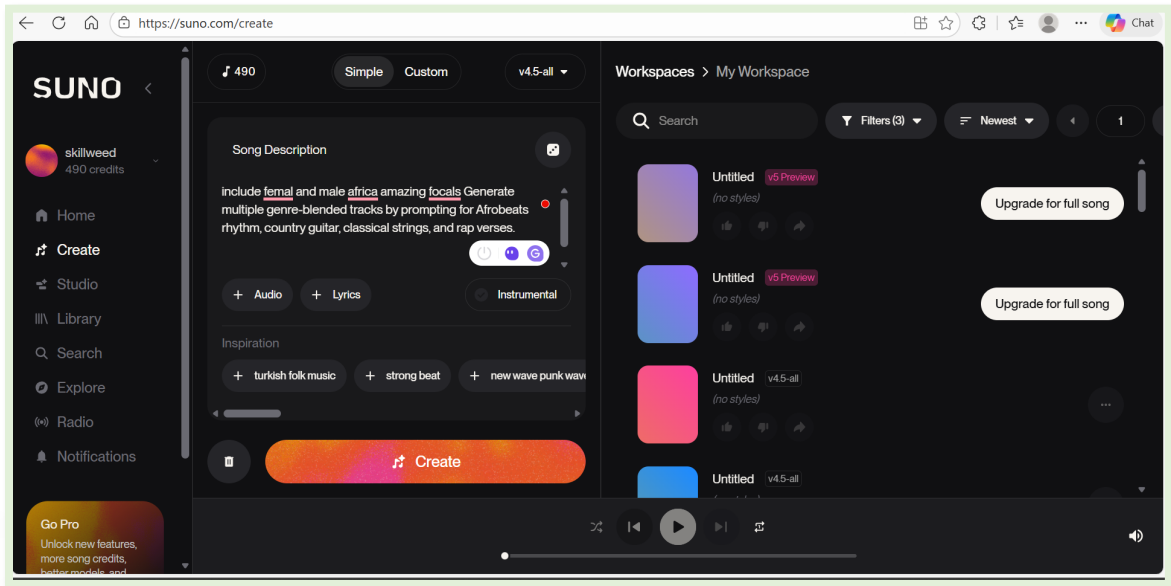 https://suno.com/create
Chat
SUNO
skillweed
490 credits
Home
Create
Studio
Library
Search
Explore
Radio
Notifications
Go Pro
Unlock new features,
more song credits,
better models, and
490
Simple
Custom
v4.5-all
Song Description
include femal and male africa amazing focals Generate
multiple genre-blended tracks by prompting for Afrobeats
rhythm, country guitar, classical strings, and rap verses.
G
+ Audio
+ Lyrics
Instrumental
Inspiration
+ turkish folk music
+ strong beat
+ new wave punk wave
Create
Workspaces > My Workspace
Search
Filters (3)
Newest
1
Untitled v5 Preview
(no styles)
Upgrade for full song
Untitled v5 Preview
(no styles)
Upgrade for full song
Untitled v4.5-all
(no styles)
Untitled v4.5-all